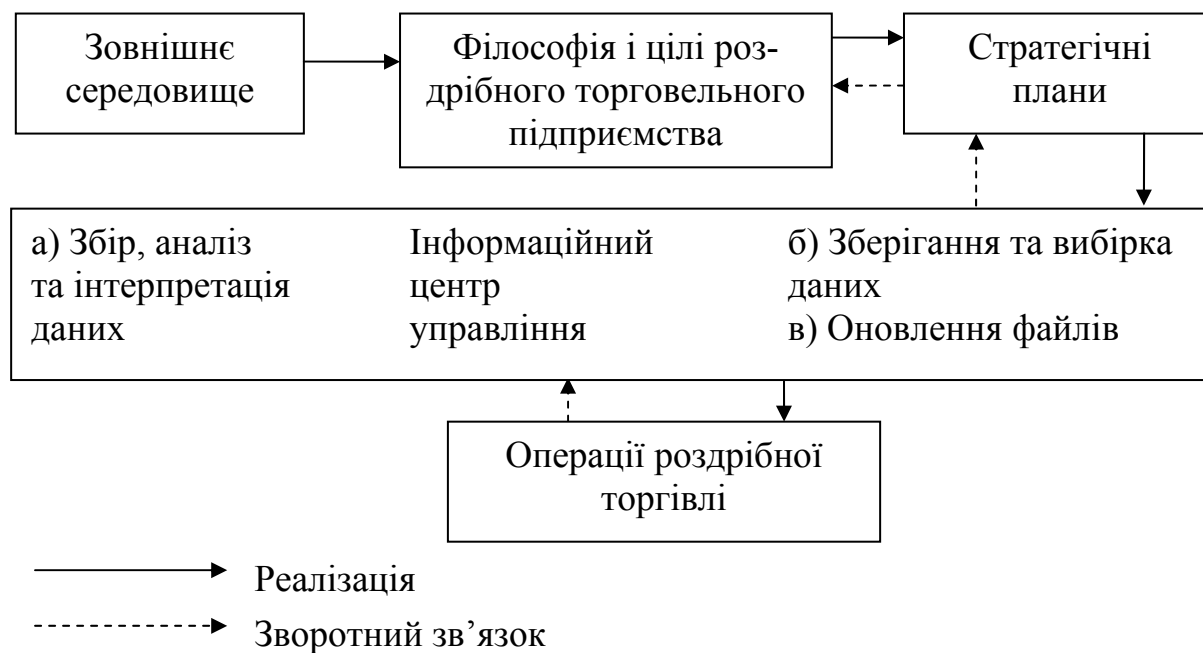 Зовнішнє
середовище
Філософія і цілі роз-
дрібного торговельного
підприємства
Стратегічні
плани
а) Збір, аналіз
та інтерпретація
даних
Інформаційний
центр
управління
б) Зберігання та вибірка
даних
в) Оновлення файлів
Операції роздрібної
торгівлі
Реалізація
Зворотний зв’язок